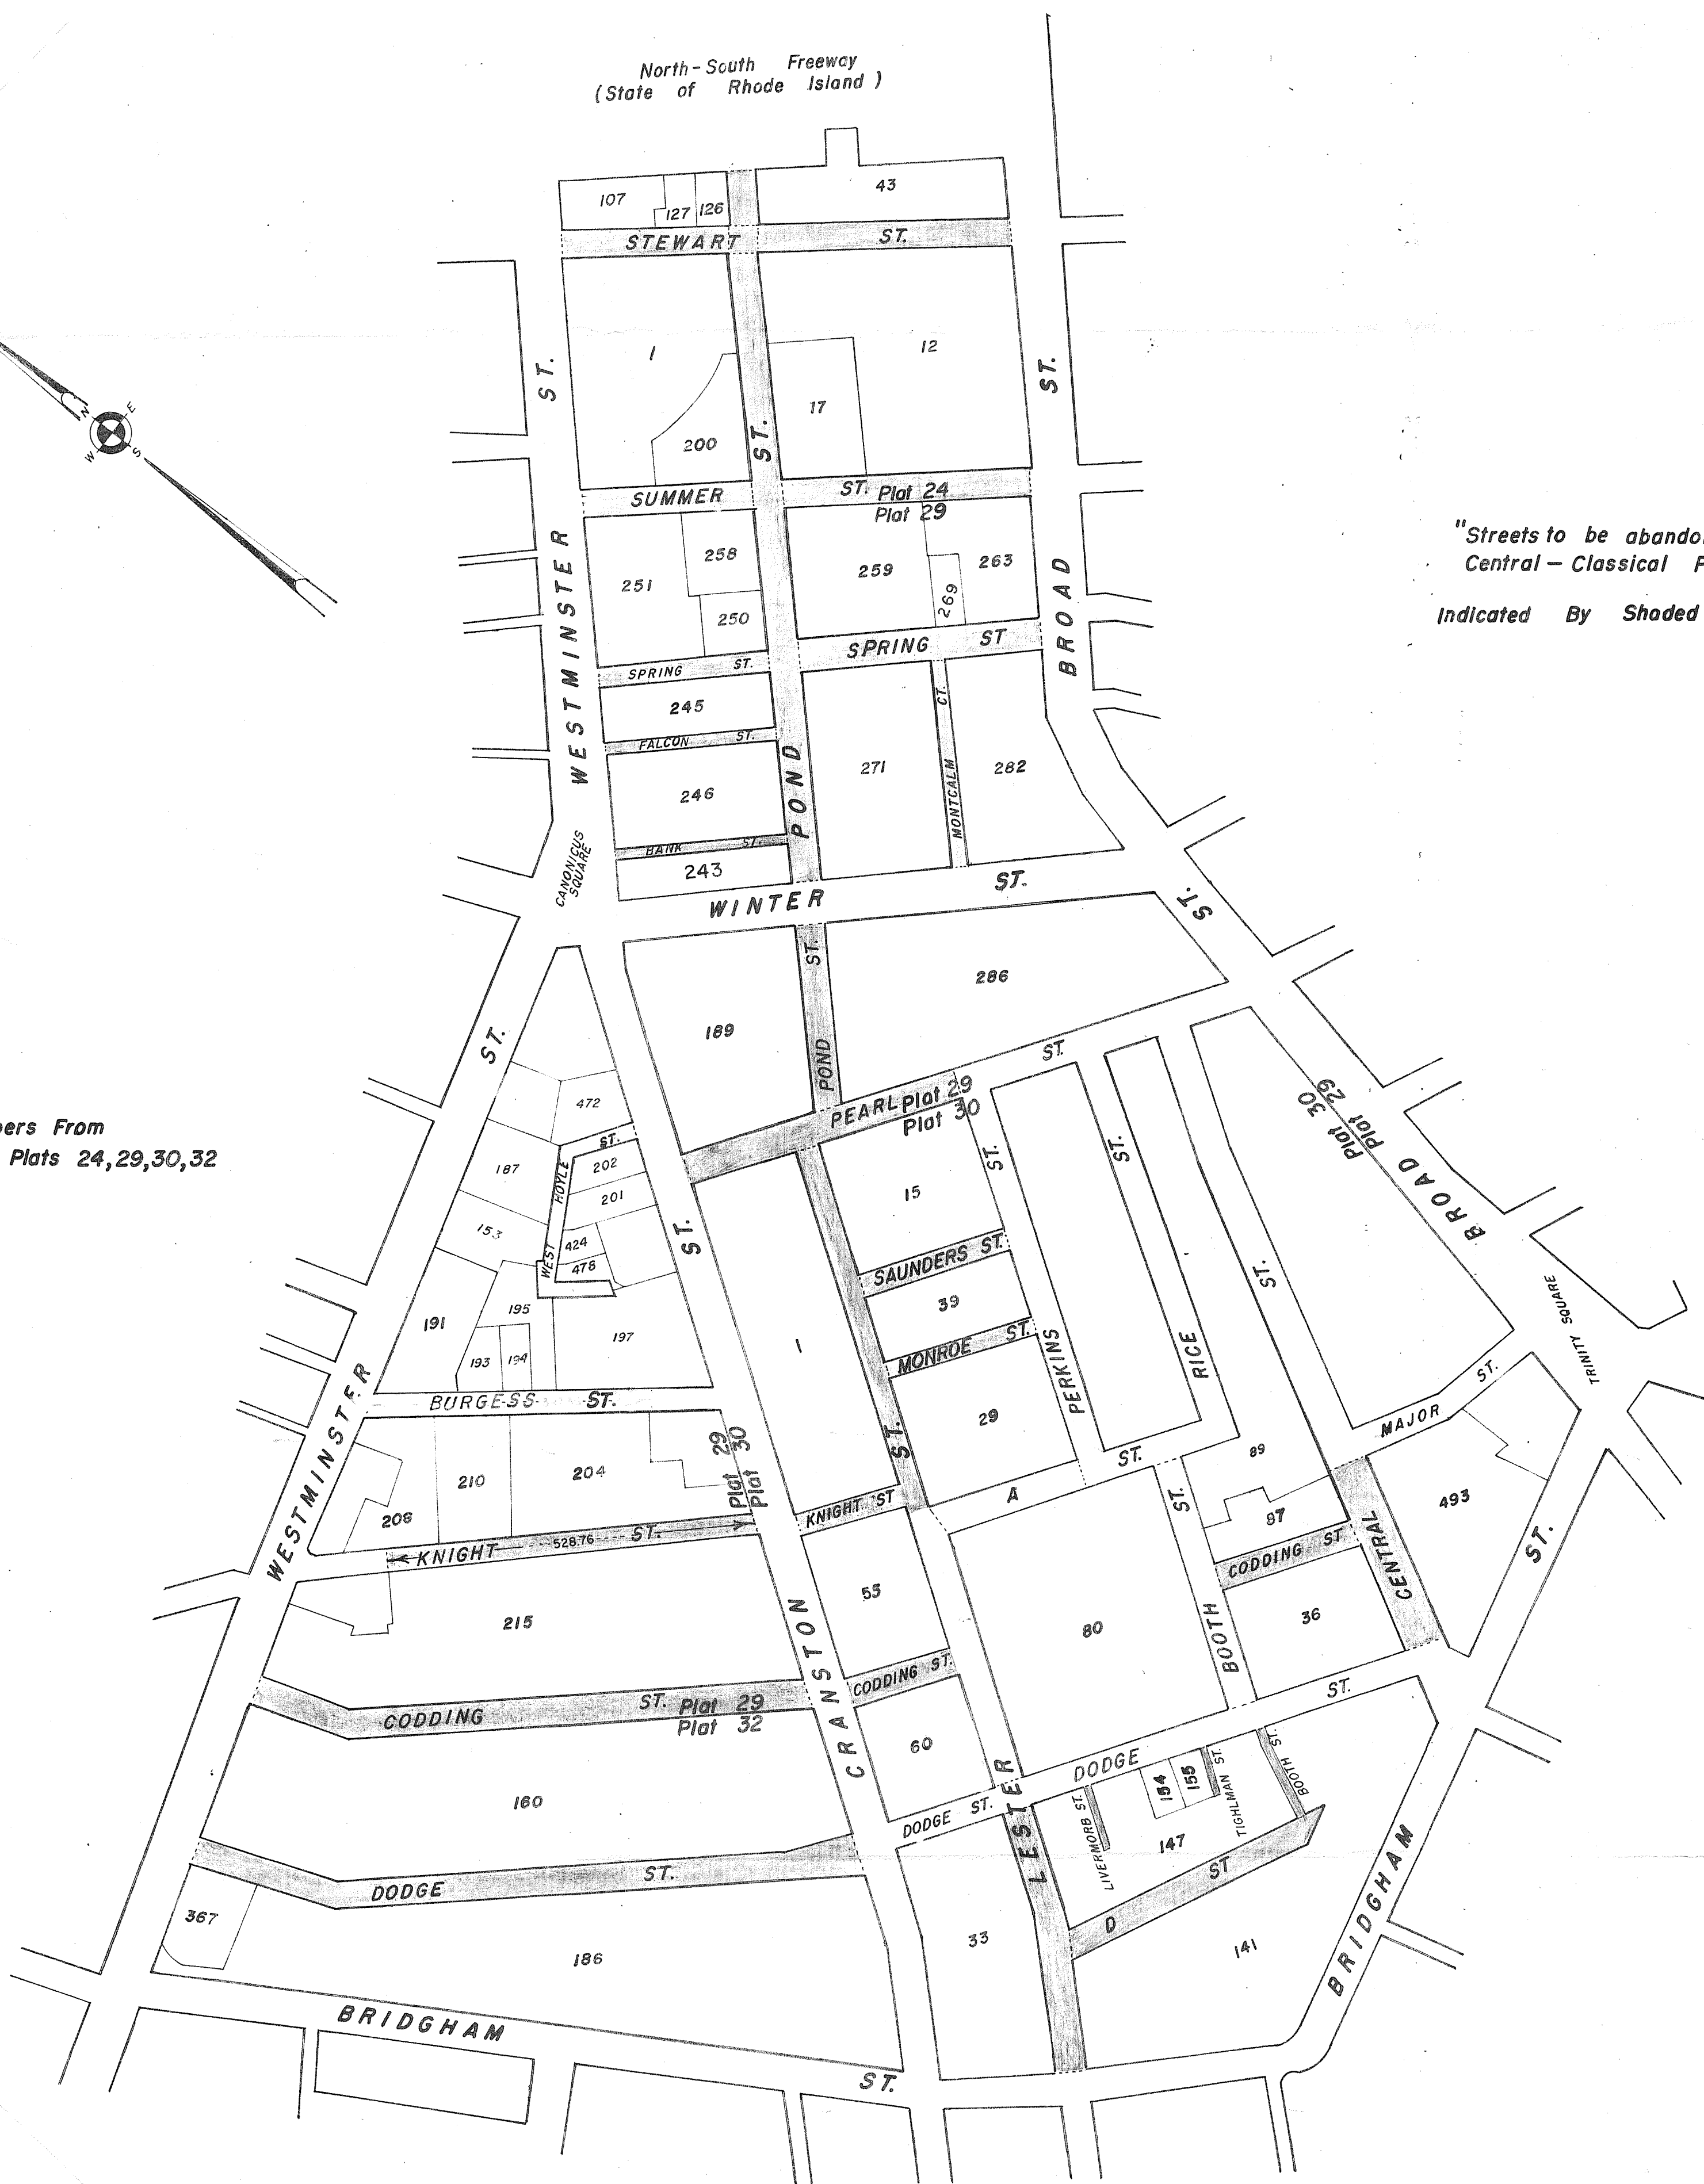 North-South Freeway
(State of Rhode Island )
107
127
126
43
STEWART ST.
N
E
S
W
1
200
17
12
ST.
ST.
ST.
SUMMER ST. Plat 24
Plat 29
"Streets to be
Central - Classical
Indicated By Shaded
251
258
250
259
269
263
WESTMINSTER
BROAD
SPRING ST.
SPRING ST
245
FALCON ST.
246
BANK ST.
243
POND
271
MONTCALM CT.
282
CANONICUS
SQUARE
WINTER ST.
ST.
189
POND ST.
286
ST.
PEARL ST.
Plat 29
Plat 30
From
Plats 24,29,30,32
472
187
WEST HOYLE ST.
202
201
153
424
478
191
195
193
194
197
ST.
1
15
SAUNDERS ST.
39
MONROE ST.
29
ST.
PERKINS ST.
RICE ST.
ST.
Plat 30
Plat 29
BROAD
TRINITY SQUARE
MAJOR ST.
BURGESS ST.
WESTMINSTER
210
204
206
Plat 29
Plat 30
KNIGHT 528.76 ST.
KNIGHT ST
A ST.
89
97
ST.
493
CODDING ST.
CENTRAL
ST.
215
55
80
BOOTH
36
CODDING ST. Plat 29
Plat 32
CRANSTON
CODDING ST.
160
60
DODGE ST.
LESTER
DODGE ST.
LIVERMORB ST.
154
155
TIGHLMAN ST.
BOOTH ST.
147
DODGE ST.
367
186
33
D ST
141
BRIDGHAM
BRIDGHAM ST.